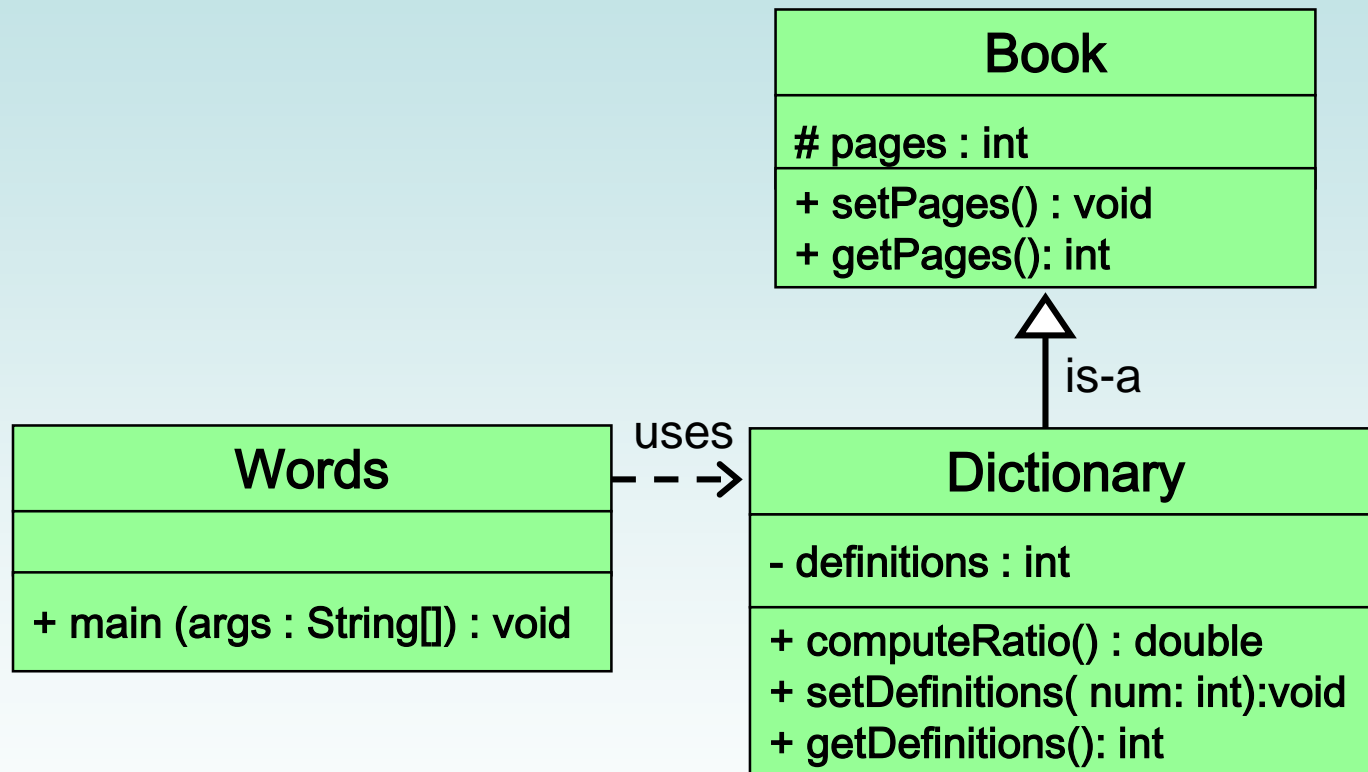 Book
# pages : int
+ setPages() : void
+ getPages(): int
is-a
uses
Words
+ main (args : String[]) : void
Dictionary
- definitions : int
+ computeRatio() : double
+ setDefinitions( num: int):void
+ getDefinitions(): int